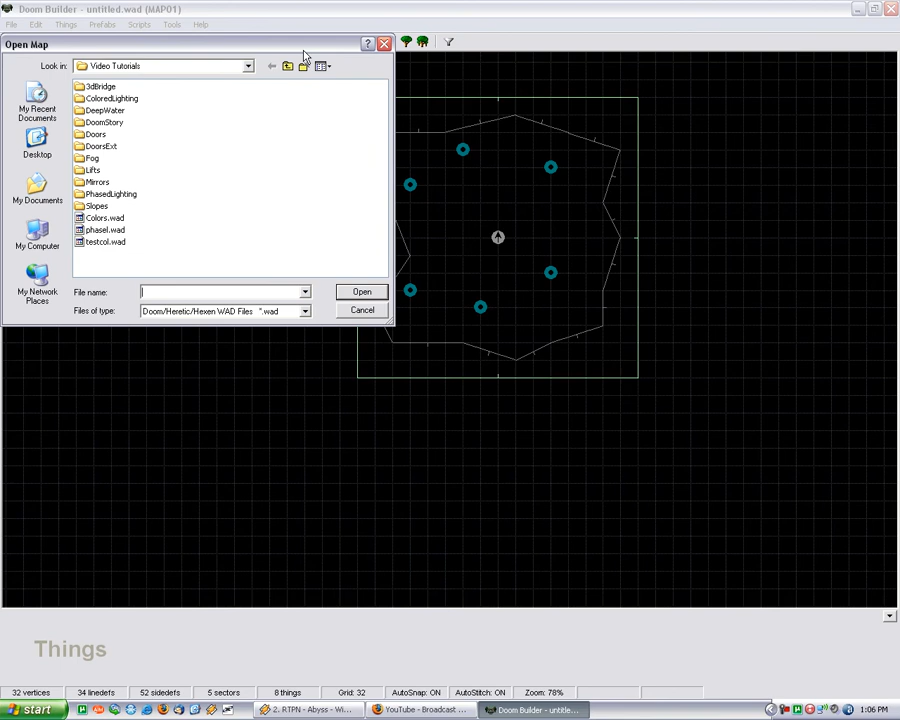 Doom Builder - untitled.wad (MAP01)
File Edit Things Prefabs Scripts Tools Help
Open Map
Look in: Video Tutorials
My Recent Documents
Desktop
My Documents
My Computer
My Network Places
3dBridge
ColoredLighting
DeepWater
DoomStory
Doors
DoorsExt
Fog
Lifts
Mirrors
PhasedLighting
Slopes
Colors.wad
phasel.wad
testcol.wad
File name: Open
Files of type: Doom/Heretic/Hexen WAD Files *.wad Cancel
Things
32 vertices 34 linedefs 52 sidedefs 5 sectors 8 things Grid: 32 AutoSnap: ON AutoStitch: ON Zoom: 78%
start 2. RTPN - Abyss - Wi... YouTube - Broadcast ... Doom Builder - untitle... 1:06 PM